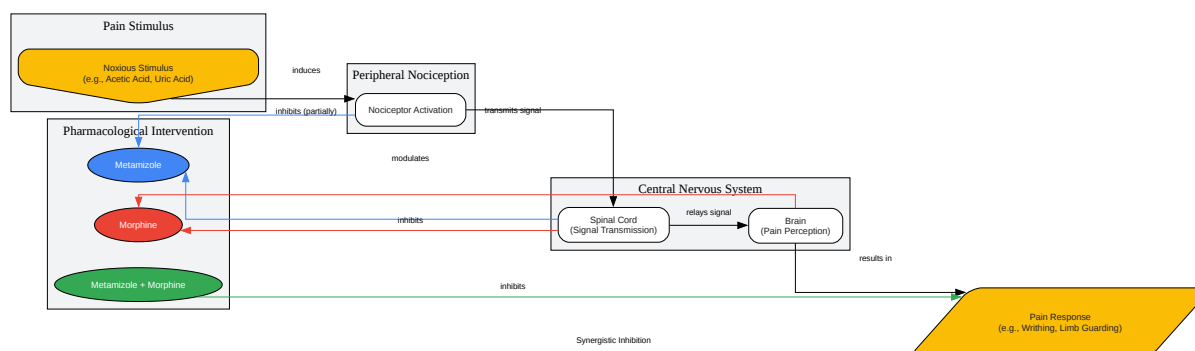 Pain Stimulus
Noxious Stimulus
(e.g., Acetic Acid, Uric Acid)
induces
Peripheral Nociception
Nociceptor Activation
transmits signal
inhibits (partially)
Pharmacological Intervention
Metamizole
modulates
Central Nervous System
Morphine
inhibits
Spinal Cord
(Signal Transmission)
relays signal
Brain
(Pain Perception)
results in
Metamizole + Morphine
inhibits
Pain Response
(e.g., Writhing, Limb Guarding)
Synergistic Inhibition